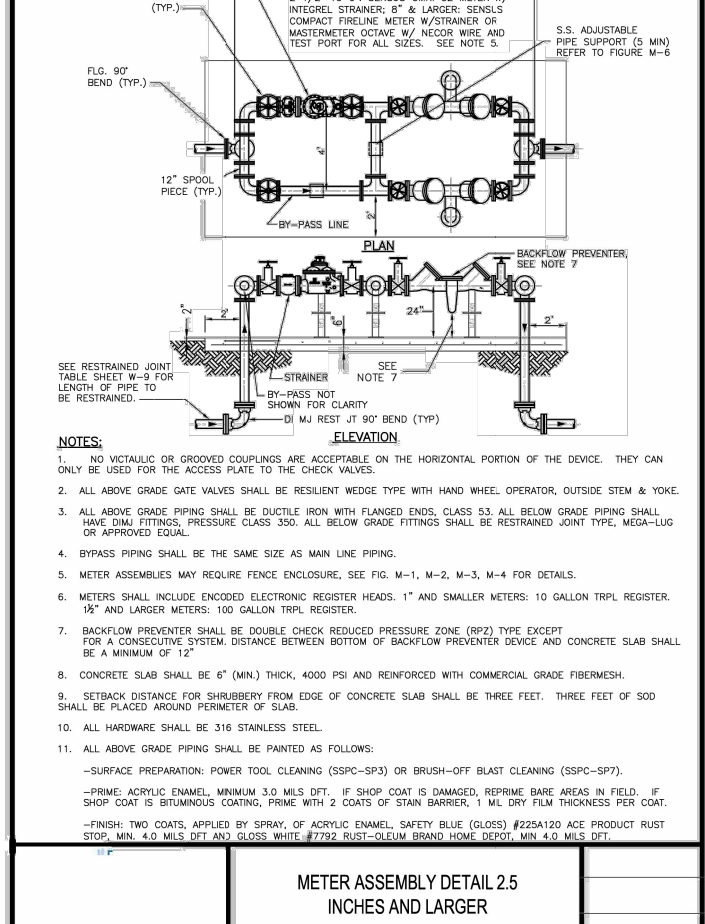 (TYP.)
INTEGREL STRAINER; 8" & LARGER: SENSLS
COMPACT FIRELINE METER W/STRAINER OR
MASTERMETER OCTAVE W/ NECOR WIRE AND
TEST PORT FOR ALL SIZES. SEE NOTE 5.
S.S. ADJUSTABLE
PIPE SUPPORT (5 MIN)
REFER TO FIGURE M-6
FLG. 90°
BEND (TYP.)
4'
12" SPOOL
PIECE (TYP.)
2'
BY-PASS LINE
PLAN
BACKFLOW PREVENTER,
SEE NOTE 7
2"
2'
6"
24"
2'
SEE RESTRAINED JOINT
TABLE SHEET W-9 FOR
LENGTH OF PIPE TO
BE RESTRAINED.
STRAINER
SEE
NOTE 7
BY-PASS NOT
SHOWN FOR CLARITY
DI MJ REST JT 90° BEND (TYP)
ELEVATION
NOTES:
1. NO VICTAULIC OR GROOVED COUPLINGS ARE ACCEPTABLE ON THE HORIZONTAL PORTION OF THE DEVICE. THEY CAN
ONLY BE USED FOR THE ACCESS PLATE TO THE CHECK VALVES.
2. ALL ABOVE GRADE GATE VALVES SHALL BE RESILIENT WEDGE TYPE WITH HAND WHEEL OPERATOR, OUTSIDE STEM & YOKE.
3. ALL ABOVE GRADE PIPING SHALL BE DUCTILE IRON WITH FLANGED ENDS, CLASS 53. ALL BELOW GRADE PIPING SHALL
HAVE DIMJ FITTINGS, PRESSURE CLASS 350. ALL BELOW GRADE FITTINGS SHALL BE RESTRAINED JOINT TYPE, MEGA-LUG
OR APPROVED EQUAL.
4. BYPASS PIPING SHALL BE THE SAME SIZE AS MAIN LINE PIPING.
5. METER ASSEMBLIES MAY REQUIRE FENCE ENCLOSURE, SEE FIG. M-1, M-2, M-3, M-4 FOR DETAILS.
6. METERS SHALL INCLUDE ENCODED ELECTRONIC REGISTER HEADS. 1" AND SMALLER METERS: 10 GALLON TRPL REGISTER.
1½" AND LARGER METERS: 100 GALLON TRPL REGISTER.
7. BACKFLOW PREVENTER SHALL BE DOUBLE CHECK REDUCED PRESSURE ZONE (RPZ) TYPE EXCEPT
FOR A CONSECUTIVE SYSTEM. DISTANCE BETWEEN BOTTOM OF BACKFLOW PREVENTER DEVICE AND CONCRETE SLAB SHALL
BE A MINIMUM OF 12"
8. CONCRETE SLAB SHALL BE 6" (MIN.) THICK, 4000 PSI AND REINFORCED WITH COMMERCIAL GRADE FIBERMESH.
9. SETBACK DISTANCE FOR SHRUBBERY FROM EDGE OF CONCRETE SLAB SHALL BE THREE FEET. THREE FEET OF SOD
SHALL BE PLACED AROUND PERIMETER OF SLAB.
10. ALL HARDWARE SHALL BE 316 STAINLESS STEEL.
11. ALL ABOVE GRADE PIPING SHALL BE PAINTED AS FOLLOWS:
-SURFACE PREPARATION: POWER TOOL CLEANING (SSPC-SP3) OR BRUSH-OFF BLAST CLEANING (SSPC-SP7).
-PRIME: ACRYLIC ENAMEL, MINIMUM 3.0 MILS DFT. IF SHOP COAT IS DAMAGED, REPRIME BARE AREAS IN FIELD. IF
SHOP COAT IS BITUMINOUS COATING, PRIME WITH 2 COATS OF STAIN BARRIER, 1 MIL DRY FILM THICKNESS PER COAT.
-FINISH: TWO COATS, APPLIED BY SPRAY, OF ACRYLIC ENAMEL, SAFETY BLUE (GLOSS) #225A120 ACE PRODUCT RUST
STOP, MIN. 4.0 MILS DFT AND GLOSS WHITE #7792 RUST-OLEUM BRAND HOME DEPOT, MIN 4.0 MILS DFT.
METER ASSEMBLY DETAIL 2.5
INCHES AND LARGER